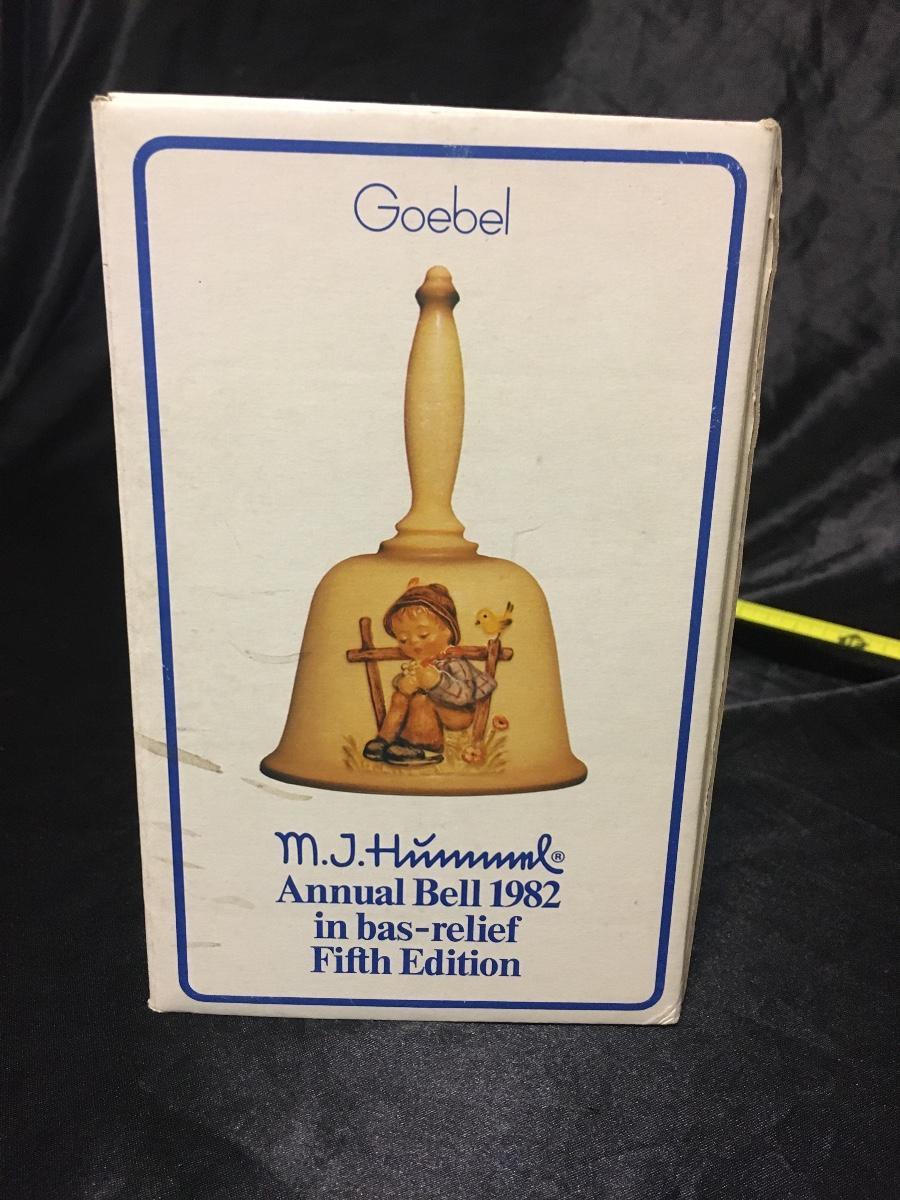 Goebel
M.J.Hummel®
Annual Bell 1982
in bas-relief
Fifth Edition